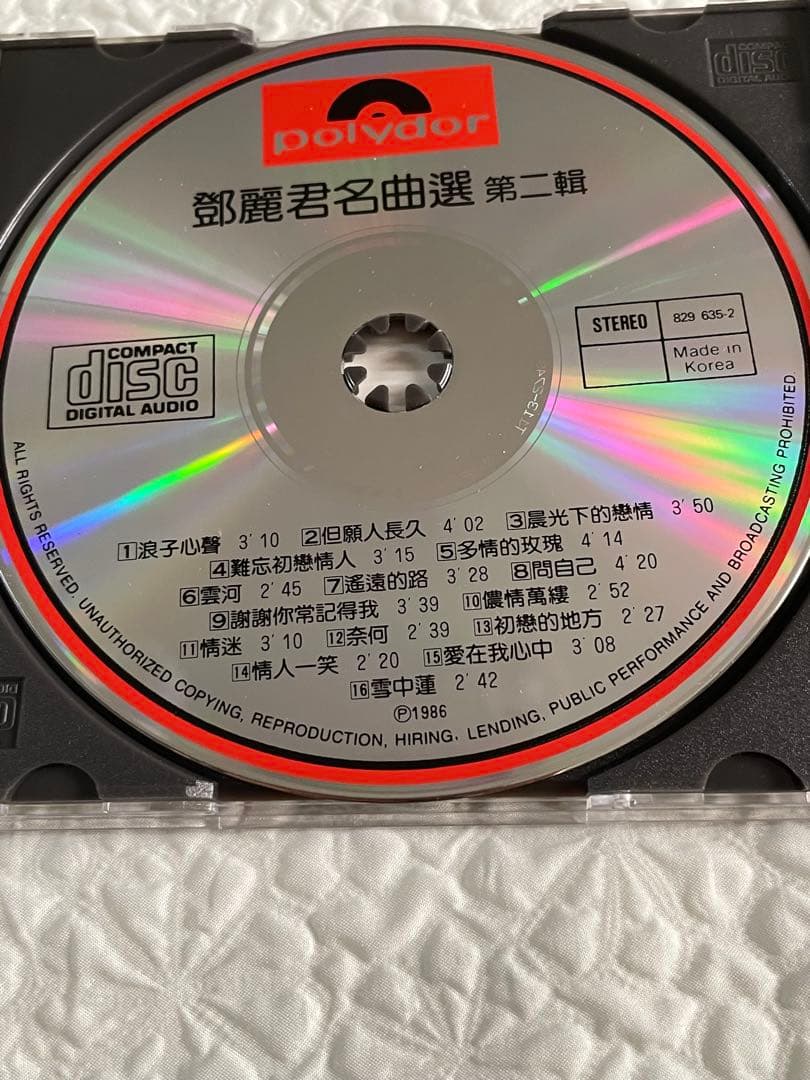 polydor
鄧麗君名曲選 第二輯
COMPACT
disc
DIGITAL AUDIO
STEREO 829 635-2
Made in
Korea
1浪子心聲 3'10 2但願人長久 4'02 3晨光下的戀情 3'50
4難忘初戀情人 3'15 5多情的玫瑰 4'14
6雲河 2'45 7遙遠的路 3'28 8問自己 4'20
9謝謝你常記得我 3'39 10儂情萬縷 2'52
11情迷 3'10 12奈何 2'39 13初戀的地方 2'27
14情人一笑 2'20 15愛在我心中 3'08
16雪中蓮 2'42
Ⓟ1986
ALL RIGHTS RESERVED. UNAUTHORIZED COPYING, REPRODUCTION, HIRING, LENDING, PUBLIC PERFORMANCE AND BROADCASTING PROHIBITED.
COMPACT
disc
DIGITAL AUDIO